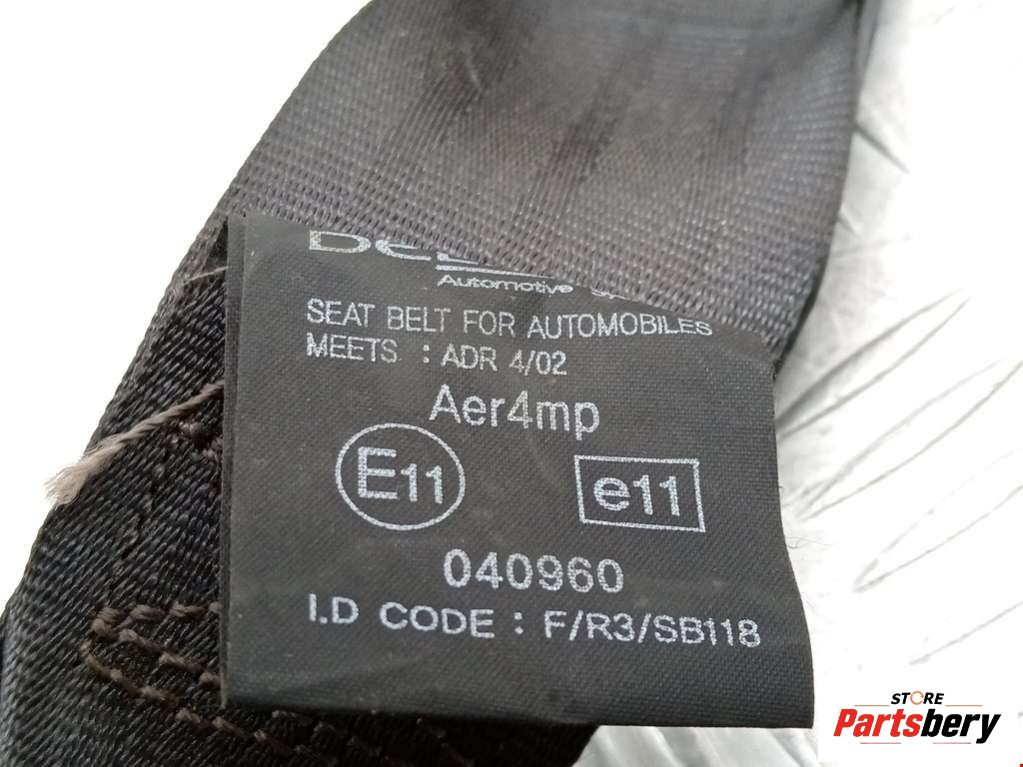 Automotive
SEAT BELT FOR AUTOMOBILES
MEETS : ADR 4/02
Aer4mp
E11 e11
040960
I.D CODE : F/R3/SB118
STORE
Partsbery